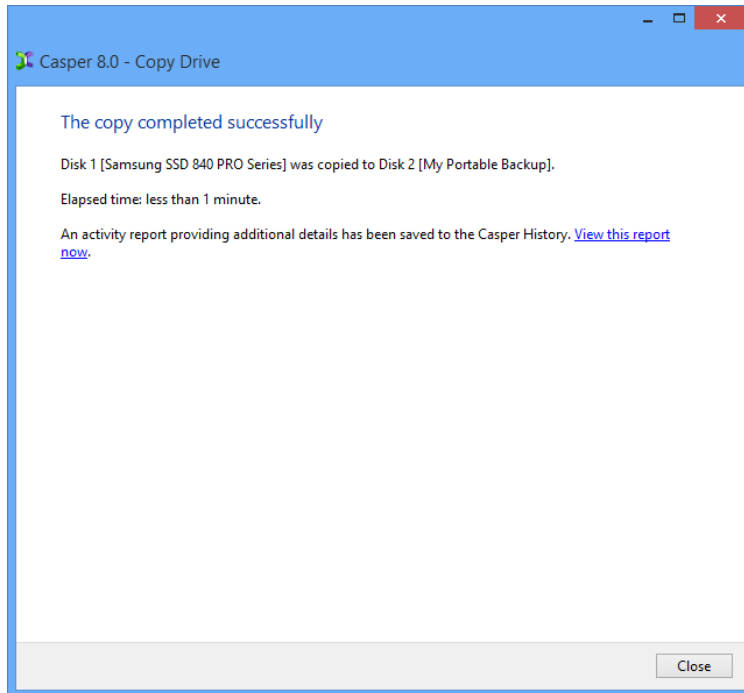 Casper 8.0 - Copy Drive
The copy completed successfully
Disk 1 [Samsung SSD 840 PRO Series] was copied to Disk 2 [My Portable Backup].
Elapsed time: less than 1 minute.
An activity report providing additional details has been saved to the Casper History. View this report
now.
Close